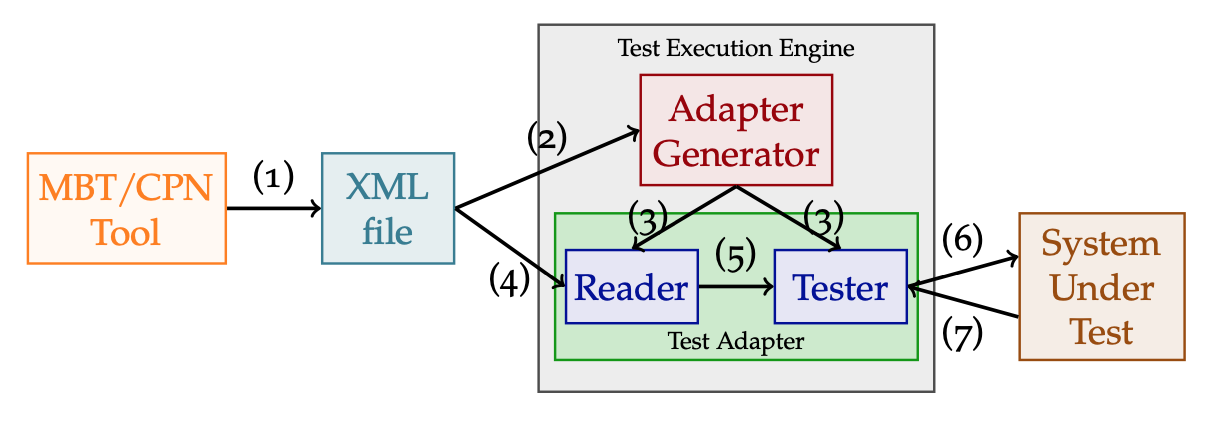 Test Execution Engine
Adapter
Generator
(2)
MBT/CPN
Tool
(1)
XML
file
(3)
(3)
(4)
Reader
(5)
Tester
(6)
(7)
System
Under
Test
Test Adapter